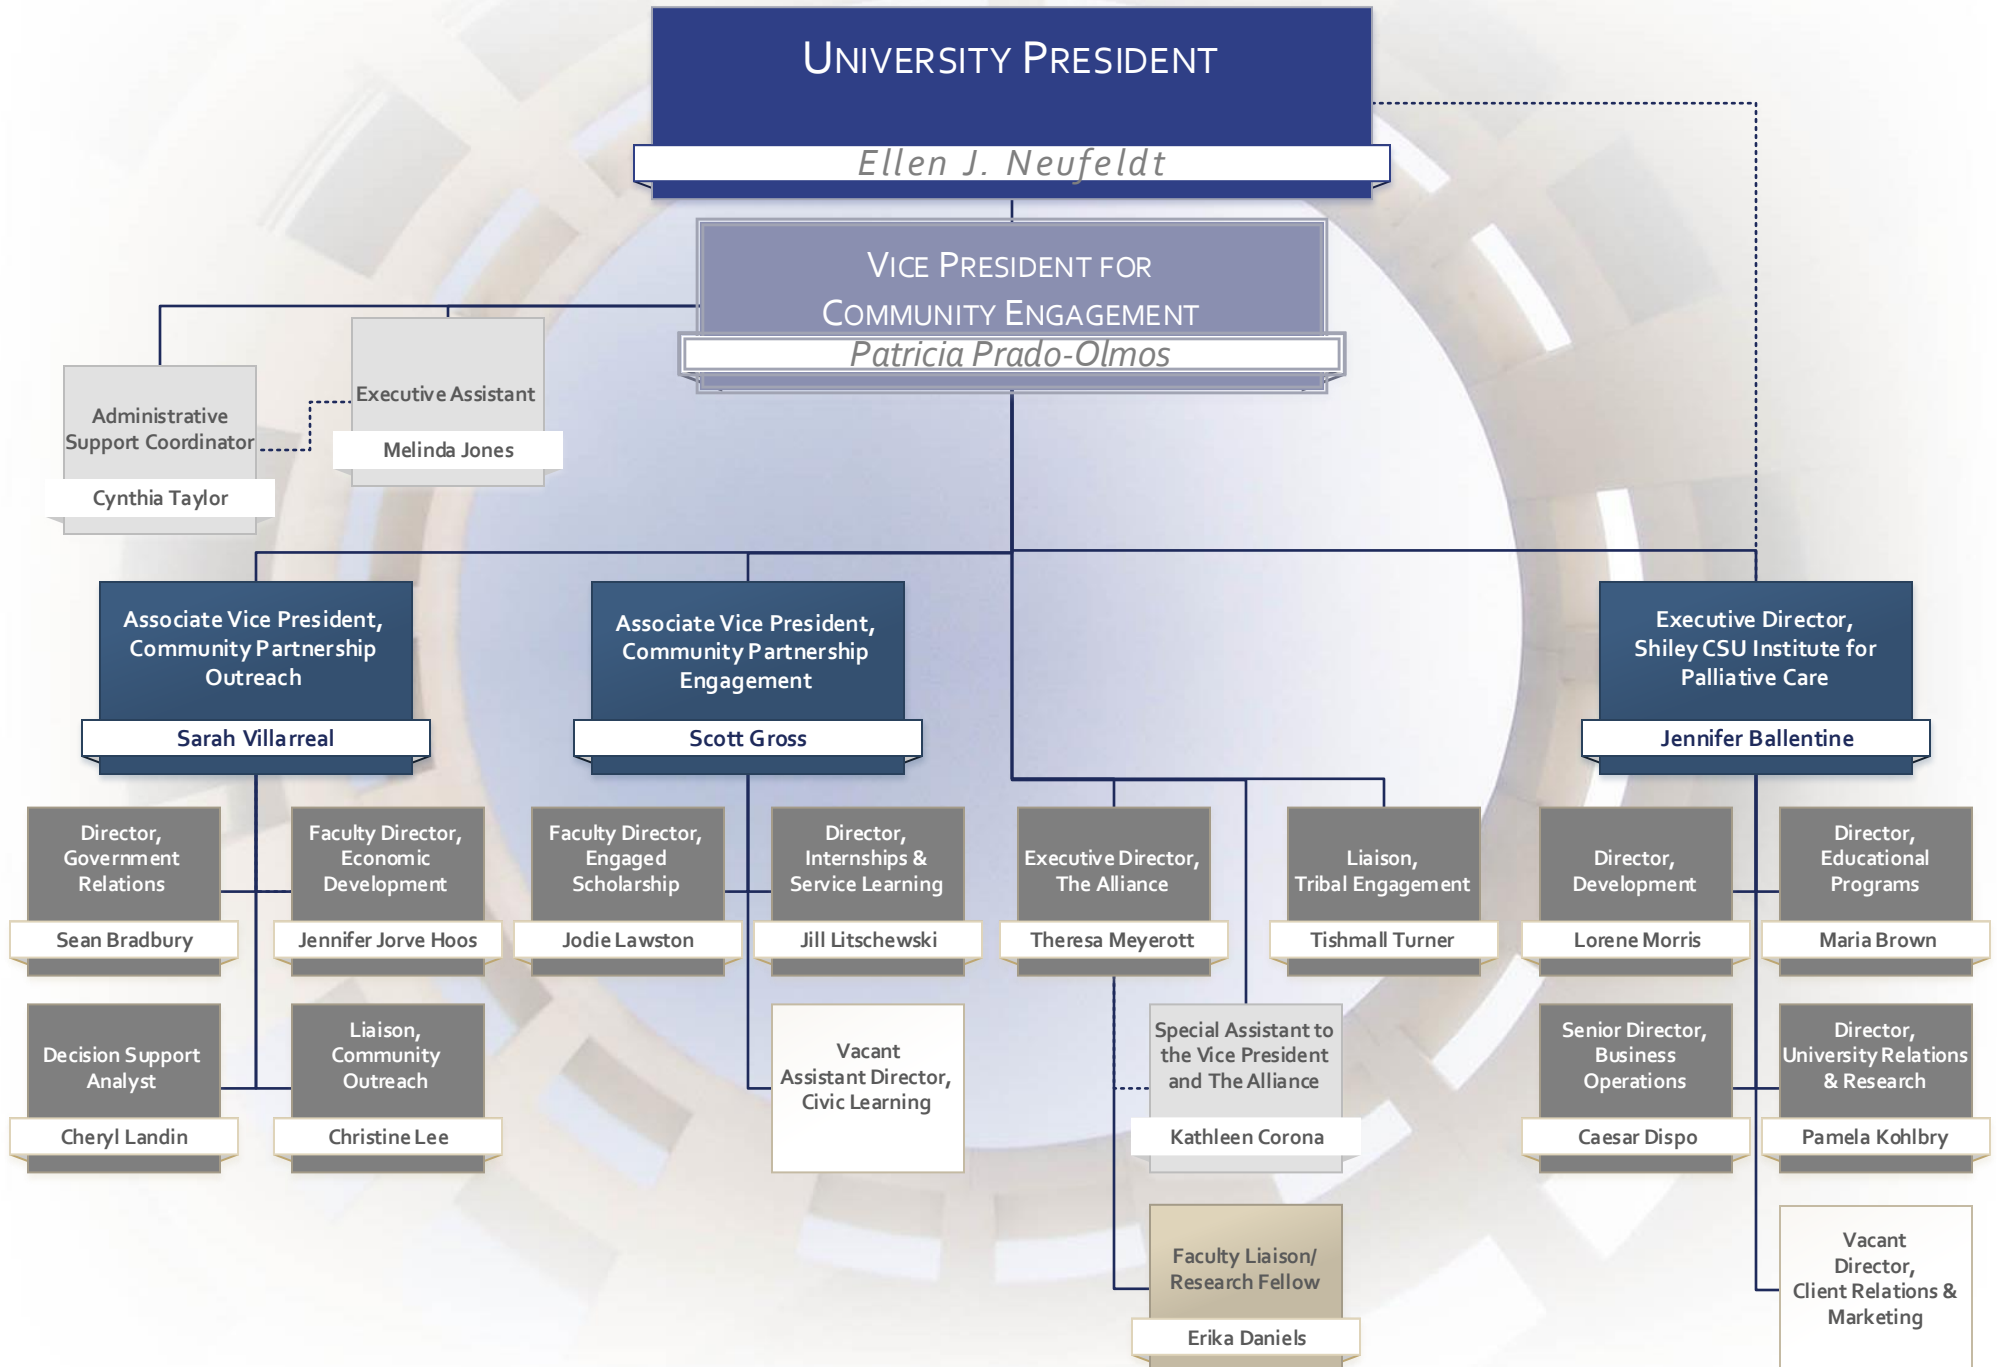 UNIVERSITY PRESIDENT
Ellen J. Neufeldt
VICE PRESIDENT FOR
COMMUNITY ENGAGEMENT
Patricia Prado-Olmos
Executive Assistant
Melinda Jones
Administrative
Support Coordinator
Cynthia Taylor
Associate Vice President,
Community Partnership
Outreach
Sarah Villarreal
Associate Vice President,
Community Partnership
Engagement
Scott Gross
Executive Director,
Shiley CSU Institute for
Palliative Care
Jennifer Ballentine
Director,
Government
Relations
Sean Bradbury
Faculty Director,
Economic
Development
Jennifer Jorve Hoos
Faculty Director,
Engaged
Scholarship
Jodie Lawston
Director,
Internships &
Service Learning
Jill Litschewski
Executive Director,
The Alliance
Theresa Meyerott
Liaison,
Tribal Engagement
Tishmall Turner
Director,
Development
Lorene Morris
Director,
Educational
Programs
Maria Brown
Decision Support
Analyst
Cheryl Landin
Liaison,
Community
Outreach
Christine Lee
Vacant
Assistant Director,
Civic Learning
Special Assistant to
the Vice President
and The Alliance
Kathleen Corona
Senior Director,
Business
Operations
Caesar Dispo
Director,
University Relations
& Research
Pamela Kohlbry
Faculty Liaison/
Research Fellow
Erika Daniels
Vacant
Director,
Client Relations &
Marketing